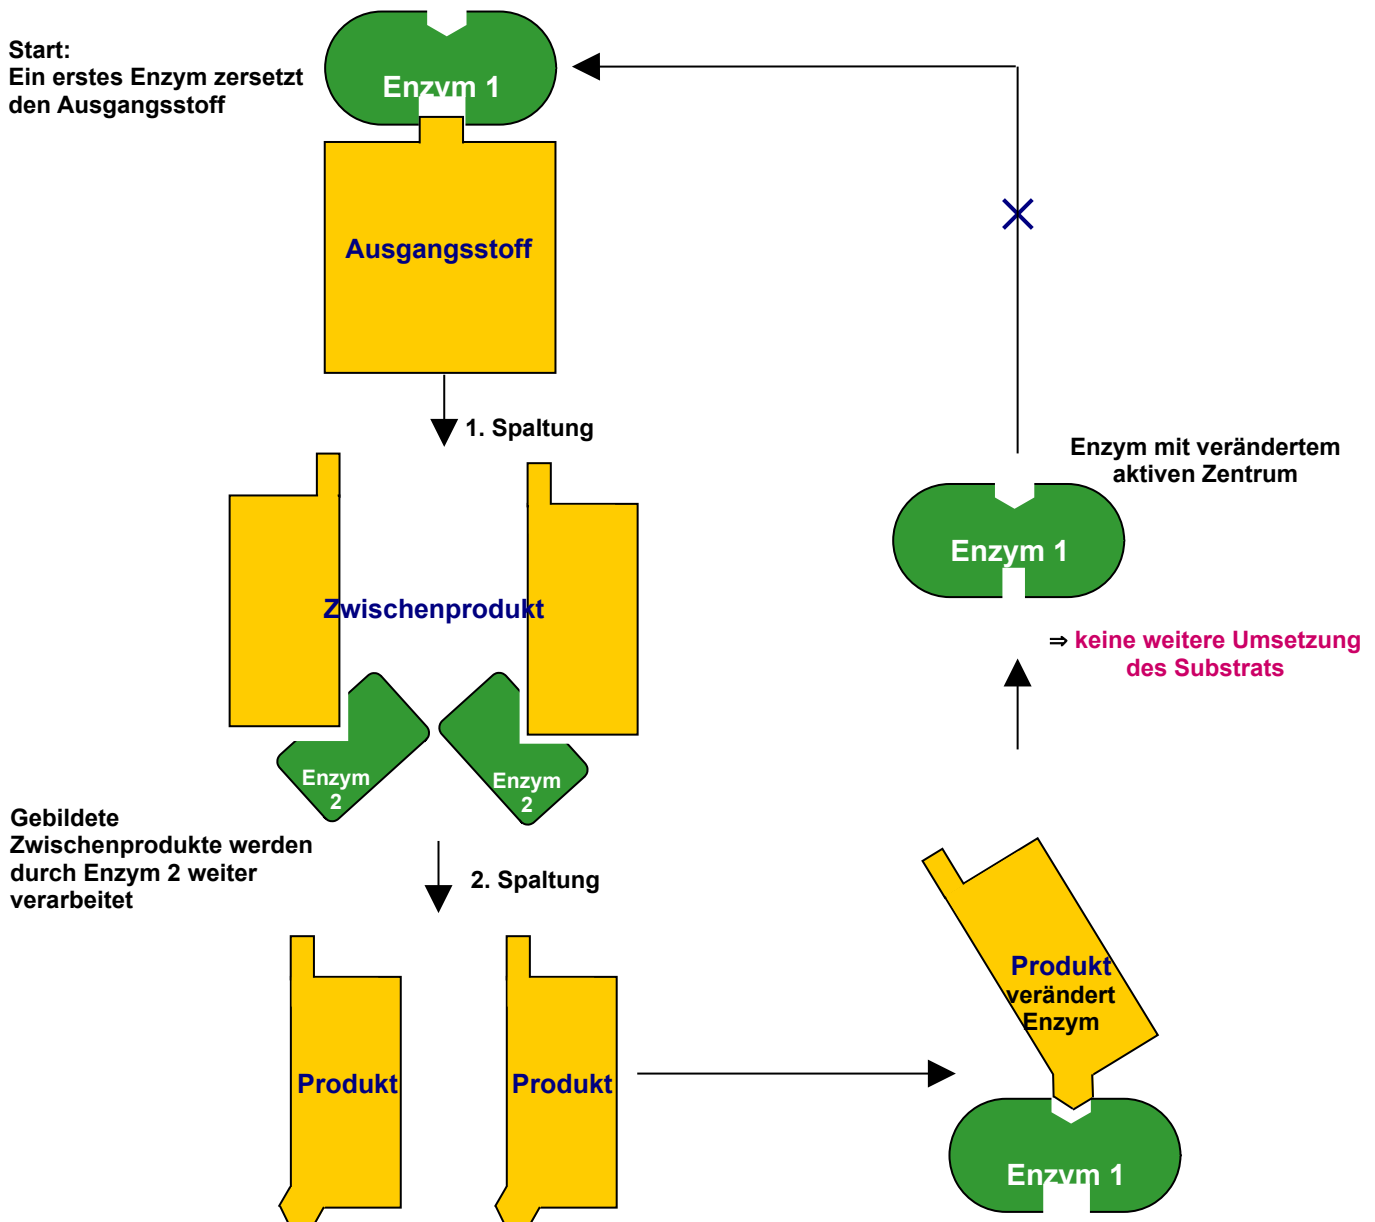 Start:
Ein erstes Enzym zersetzt
den Ausgangsstoff
Enzym 1
Ausgangsstoff
1. Spaltung
Zwischenprodukt
Enzym
2
Enzym
2
Gebildete
Zwischenprodukte werden
durch Enzym 2 weiter
verarbeitet
2. Spaltung
Produkt
Produkt
Produkt
verändert
Enzym
Enzym 1
⇒ keine weitere Umsetzung
des Substrats
Enzym 1
Enzym mit verändertem
aktiven Zentrum